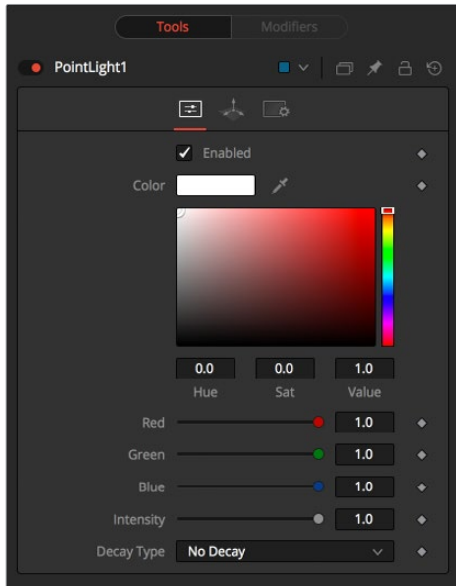 Tools Modifiers
PointLight1
Enabled
Color
0.0 0.0 1.0
Hue Sat Value
Red 1.0
Green 1.0
Blue 1.0
Intensity 1.0
Decay Type No Decay